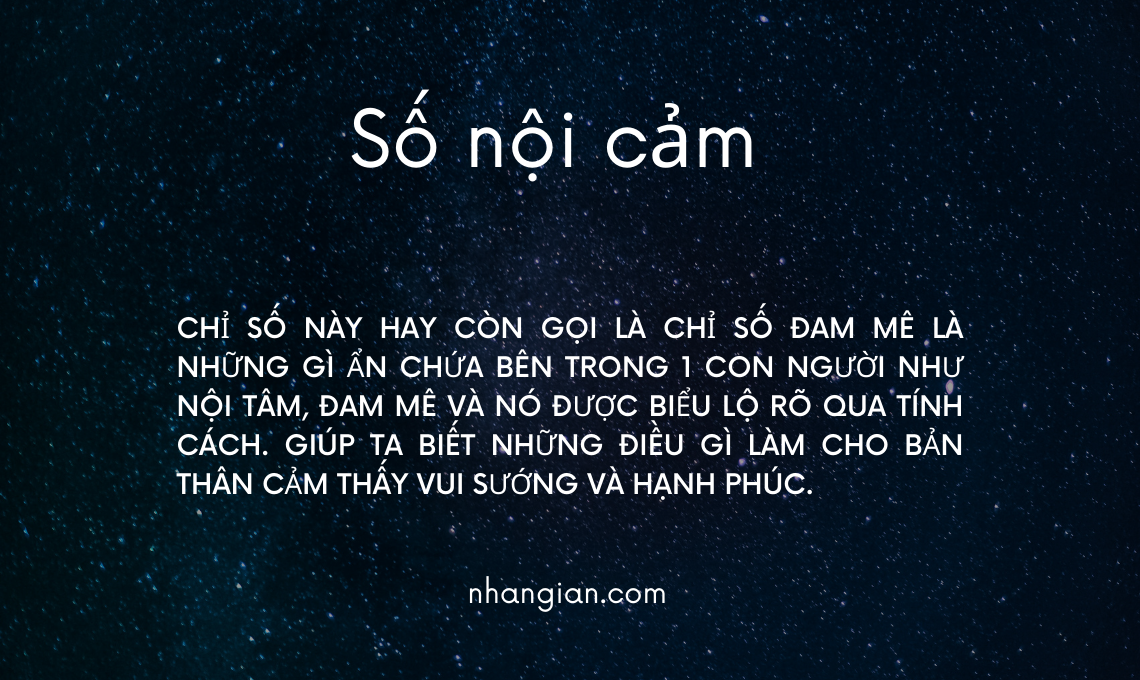 Số nội cảm
CHỈ SỐ NÀY HAY CÒN GỌI LÀ CHỈ SỐ ĐAM MÊ LÀ
NHỮNG GÌ ẨN CHỨA BÊN TRONG 1 CON NGƯỜI NHƯ
NỘI TÂM, ĐAM MÊ VÀ NÓ ĐƯỢC BIỂU LỘ RÕ QUA TÍNH
CÁCH. GIÚP TA BIẾT NHỮNG ĐIỀU GÌ LÀM CHO BẢN
THÂN CẢM THẤY VUI SƯỚNG VÀ HẠNH PHÚC.
nhangian.com